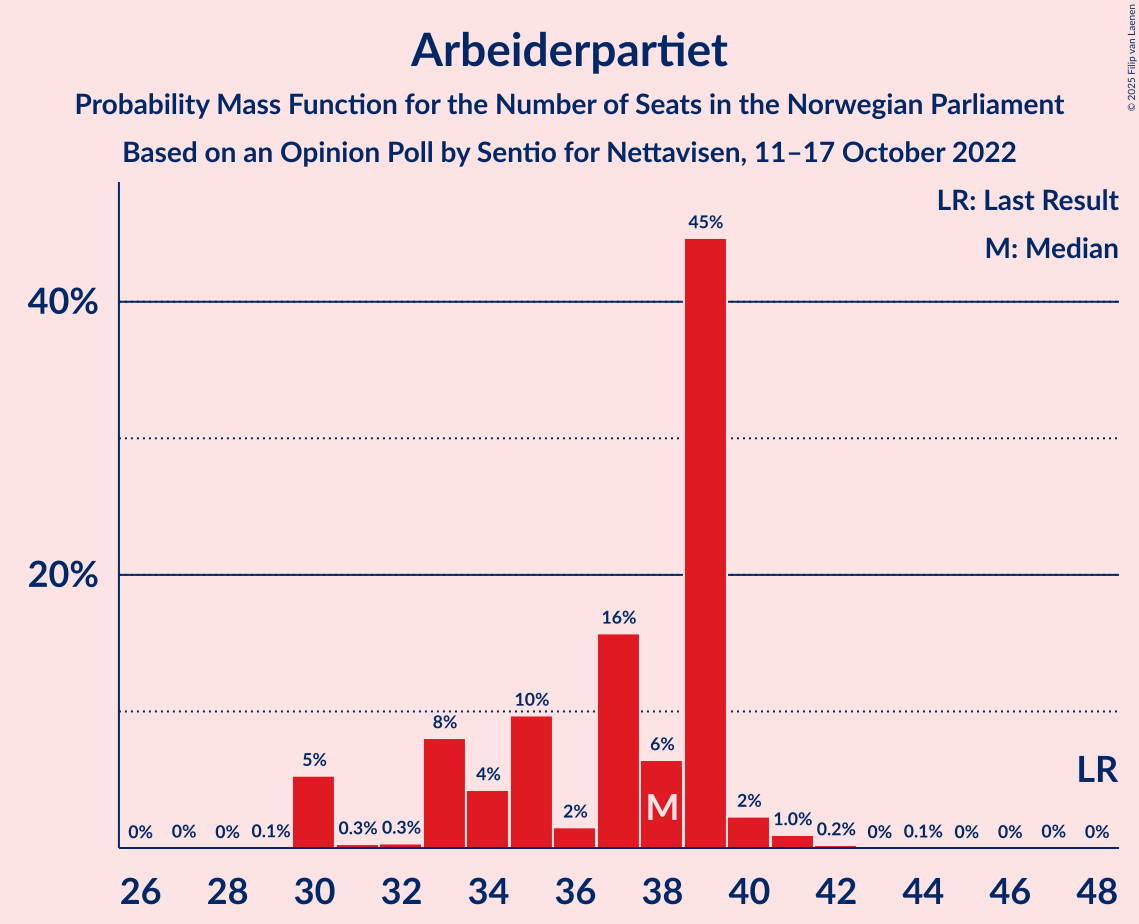 Arbeiderpartiet
Probability Mass Function for the Number of Seats in the Norwegian Parliament
Based on an Opinion Poll by Sentio for Nettavisen, 11–17 October 2022
© 2025 Filip van Laenen
LR: Last Result
M: Median
40%
20%
0% 0% 0% 0.1% 5% 0.3% 0.3% 8% 4% 10% 2% 16% 6% 45% 2% 1.0% 0.2% 0% 0.1% 0% 0% 0% 0%
M
LR
26 28 30 32 34 36 38 40 42 44 46 48